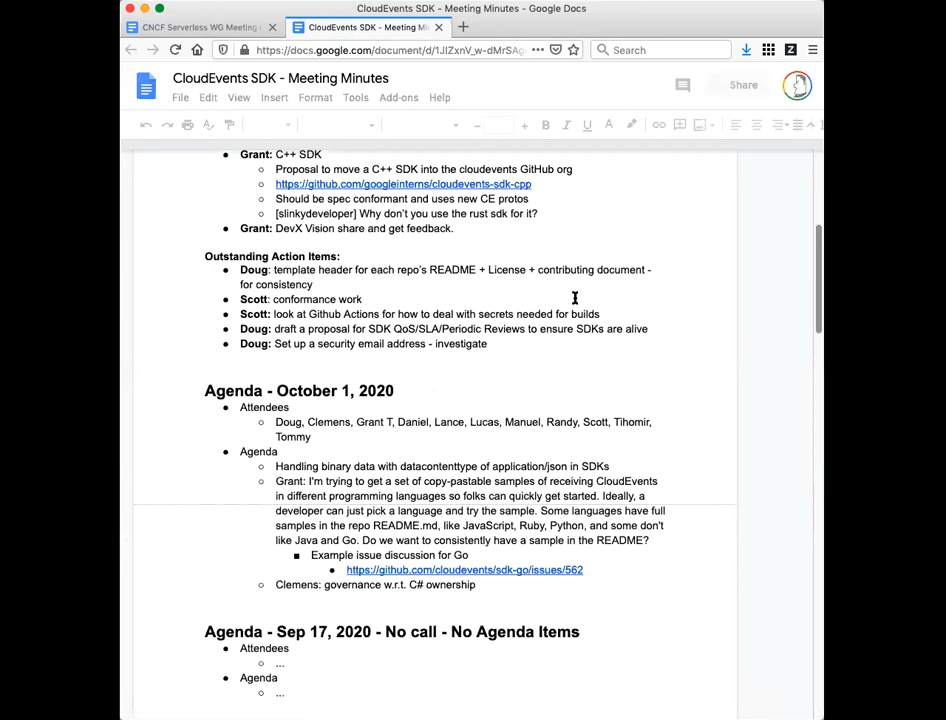 CloudEvents SDK - Meeting Minutes - Google Docs
CNCF Serverless WG Meeting
CloudEvents SDK - Meeting Min
https://docs.google.com/document/d/1JIZxnV_w-dMrSAg
Search
CloudEvents SDK - Meeting Minutes
Share
File Edit View Insert Format Tools Add-ons Help
• Grant: C++ SDK
○ Proposal to move a C++ SDK into the cloudevents GitHub org
○ https://github.com/googleinterns/cloudevents-sdk-cpp
○ Should be spec conformant and uses new CE protos
○ [slinkydeveloper] Why don't you use the rust sdk for it?
• Grant: DevX Vision share and get feedback.
Outstanding Action Items:
• Doug: template header for each repo's README + License + contributing document -
for consistency
• Scott: conformance work
• Scott: look at Github Actions for how to deal with secrets needed for builds
• Doug: draft a proposal for SDK QoS/SLA/Periodic Reviews to ensure SDKs are alive
• Doug: Set up a security email address - investigate
Agenda - October 1, 2020
• Attendees
○ Doug, Clemens, Grant T, Daniel, Lance, Lucas, Manuel, Randy, Scott, Tihomir,
Tommy
• Agenda
○ Handling binary data with datacontenttype of application/json in SDKs
○ Grant: I'm trying to get a set of copy-pastable samples of receiving CloudEvents
in different programming languages so folks can quickly get started. Ideally, a
developer can just pick a language and try the sample. Some languages have full
samples in the repo README.md, like JavaScript, Ruby, Python, and some don't
like Java and Go. Do we want to consistently have a sample in the README?
■ Example issue discussion for Go
• https://github.com/cloudevents/sdk-go/issues/562
○ Clemens: governance w.r.t. C# ownership
Agenda - Sep 17, 2020 - No call - No Agenda Items
• Attendees
○ ...
• Agenda
○ ...